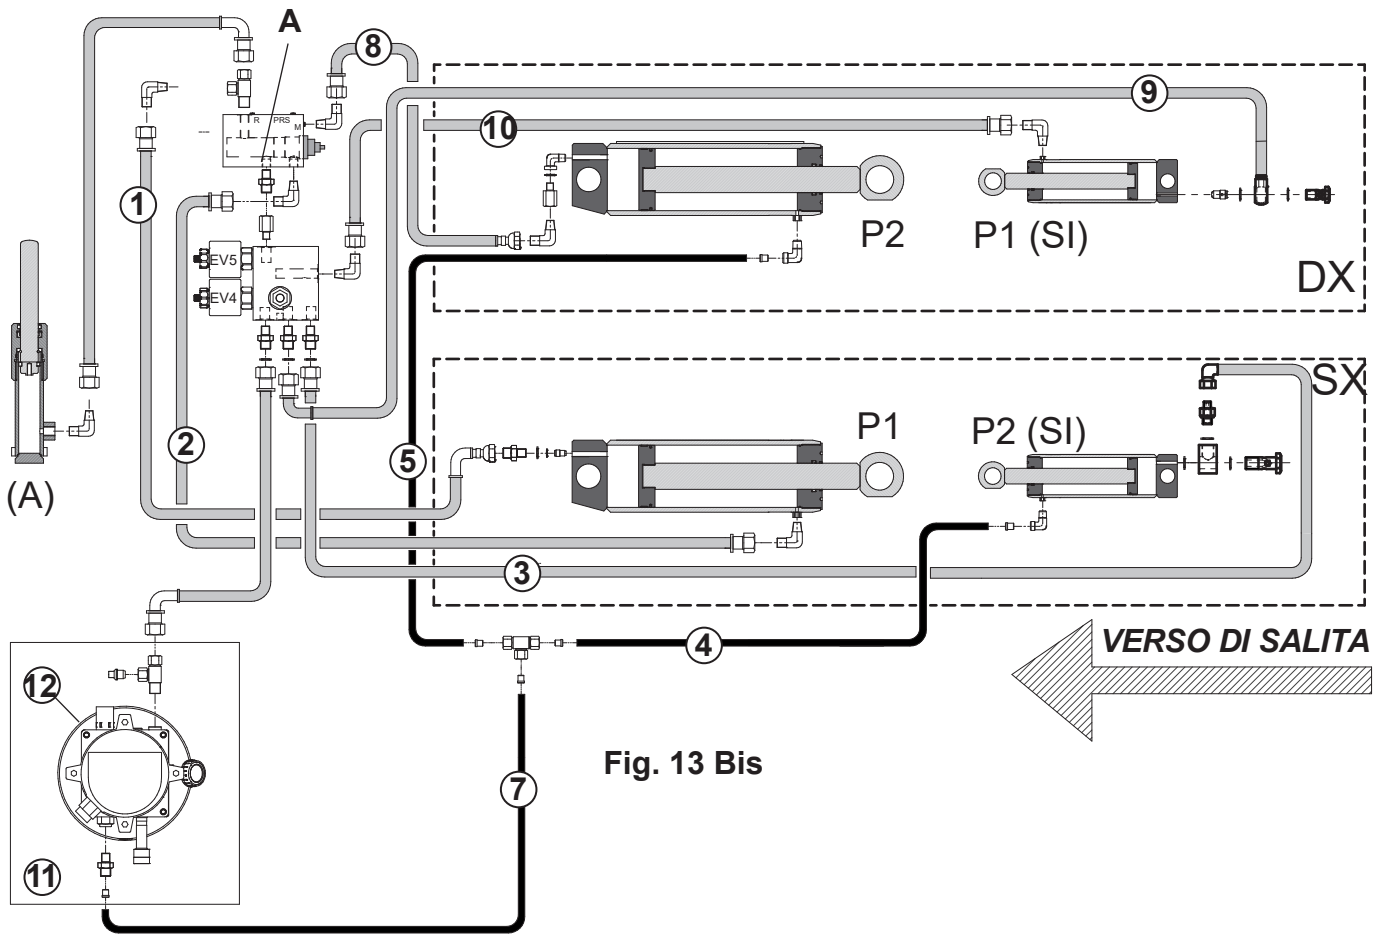 A
8
9
R PRS
M
10
1
P2
P1 (SI)
EV5
DX
EV4
SX
P1
P2 (SI)
2
5
(A)
3
4
VERSO DI SALITA
12
Fig. 13 Bis
7
11